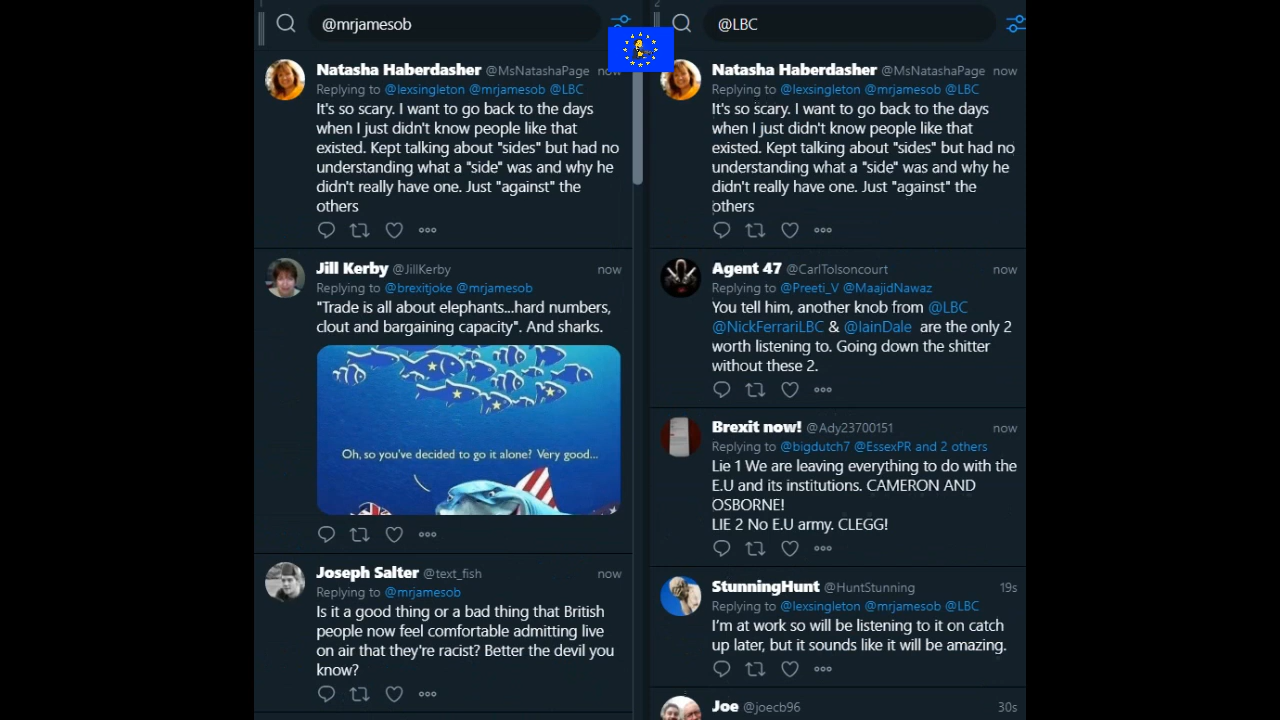 1
@mrjamesob
Natasha Haberdasher @MsNatashaPage now
Replying to @lexsingleton @mrjamesob @LBC
It's so scary. I want to go back to the days
when I just didn't know people like that
existed. Kept talking about "sides" but had no
understanding what a "side" was and why he
didn't really have one. Just "against" the
others
Jill Kerby @JillKerby now
Replying to @brexitjoke @mrjamesob
"Trade is all about elephants...hard numbers,
clout and bargaining capacity". And sharks.
Oh, so you've decided to go it alone? Very good...
Joseph Salter @text_fish now
Replying to @mrjamesob
Is it a good thing or a bad thing that British
people now feel comfortable admitting live
on air that they're racist? Better the devil you
know?
2
@LBC
Natasha Haberdasher @MsNatashaPage now
Replying to @lexsingleton @mrjamesob @LBC
It's so scary. I want to go back to the days
when I just didn't know people like that
existed. Kept talking about "sides" but had no
understanding what a "side" was and why he
didn't really have one. Just "against" the
others
Agent 47 @CarlTolsoncourt now
Replying to @Preeti_V @MaajidNawaz
You tell him, another knob from @LBC
@NickFerrariLBC & @IainDale are the only 2
worth listening to. Going down the shitter
without these 2.
Brexit now! @Ady23700151 now
Replying to @bigdutch7 @EssexPR and 2 others
Lie 1 We are leaving everything to do with the
E.U and its institutions. CAMERON AND
OSBORNE!
LIE 2 No E.U army. CLEGG!
StunningHunt @HuntStunning 19s
Replying to @lexsingleton @mrjamesob @LBC
I'm at work so will be listening to it on catch
up later, but it sounds like it will be amazing.
Joe @joecb96 30s